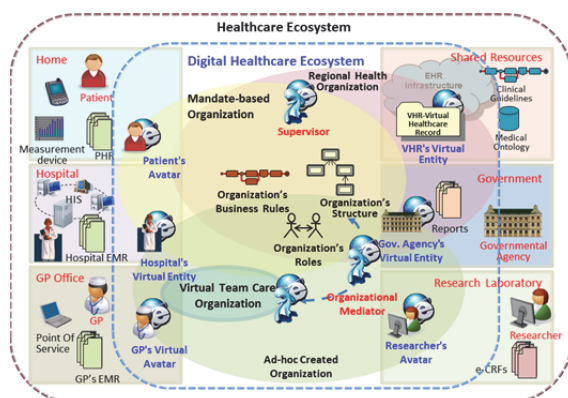 Healthcare Ecosystem
Digital Healthcare Ecosystem
Home
Patient
Measurement
device
PHR
Patient's
Avatar
Mandate-based
Organization
Regional Health
Organization
Supervisor
EHR
Infrastructure
VHR-Virtual
Healthcare
Record
VHR's Virtual
Entity
Shared Resources
Clinical
Guidelines
Medical
Ontology
Hospital
HIS
Hospital EMR
Hospital's
Virtual Entity
Organization's
Business Rules
Organization's
Structure
Organization's
Roles
Government
Reports
Gov. Agency's
Virtual Entity
Governmental
Agency
GP Office
GP
Point Of
Service
GP's EMR
GP's Virtual
Avatar
Virtual Team Care
Organization
Organizational
Mediator
Ad-hoc Created
Organization
Research Laboratory
Researcher's
Avatar
Researcher
e-CRFs